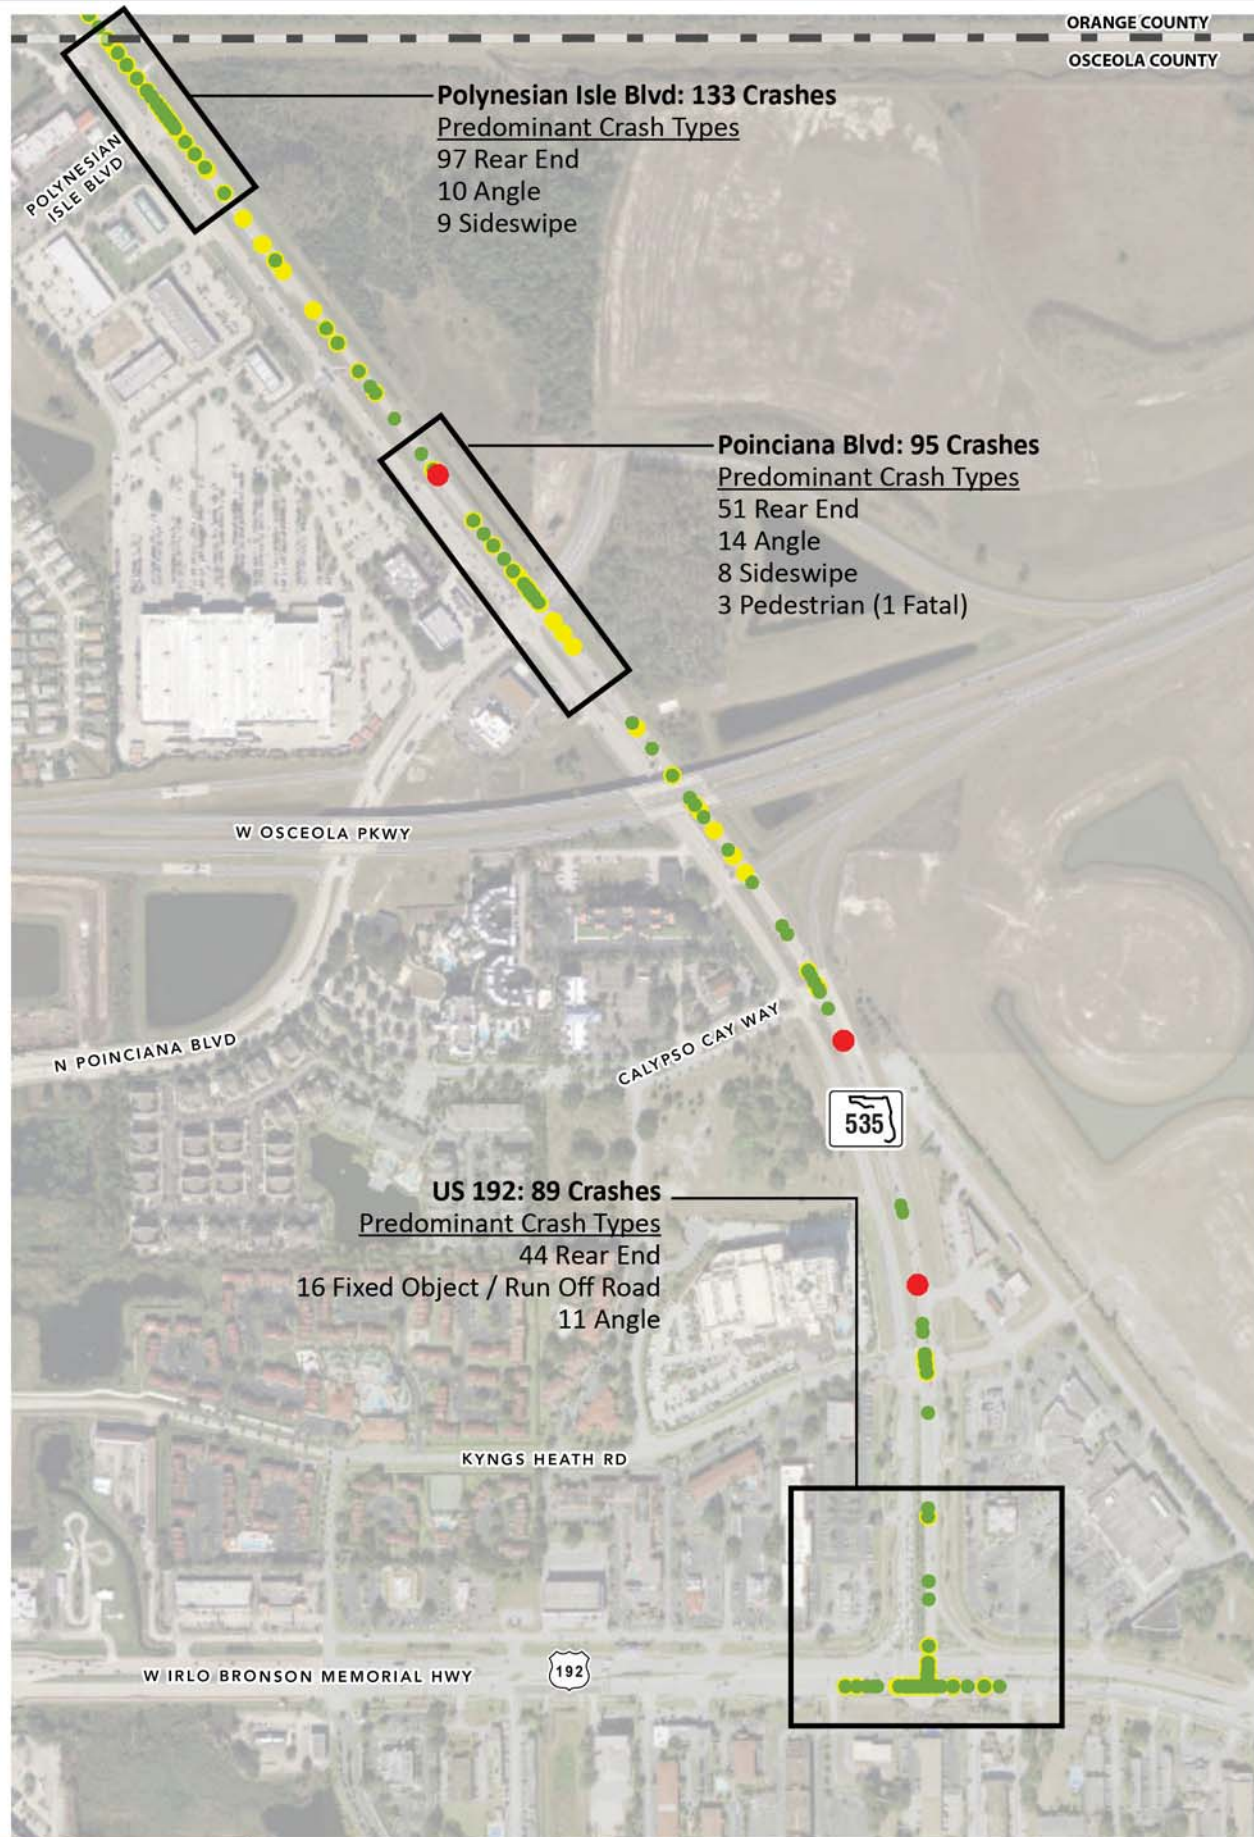 ORANGE COUNTY
OSCEOLA COUNTY
Polynesian Isle Blvd: 133 Crashes
Predominant Crash Types
97 Rear End
10 Angle
9 Sideswipe
POLYNESIAN
ISLE BLVD
Poinciana Blvd: 95 Crashes
Predominant Crash Types
51 Rear End
14 Angle
8 Sideswipe
3 Pedestrian (1 Fatal)
W OSCEOLA PKWY
N POINCIANA BLVD
CALYPSO CAY WAY
535
US 192: 89 Crashes
Predominant Crash Types
44 Rear End
16 Fixed Object / Run Off Road
11 Angle
KYNGS HEATH RD
W IRLO BRONSON MEMORIAL HWY
192